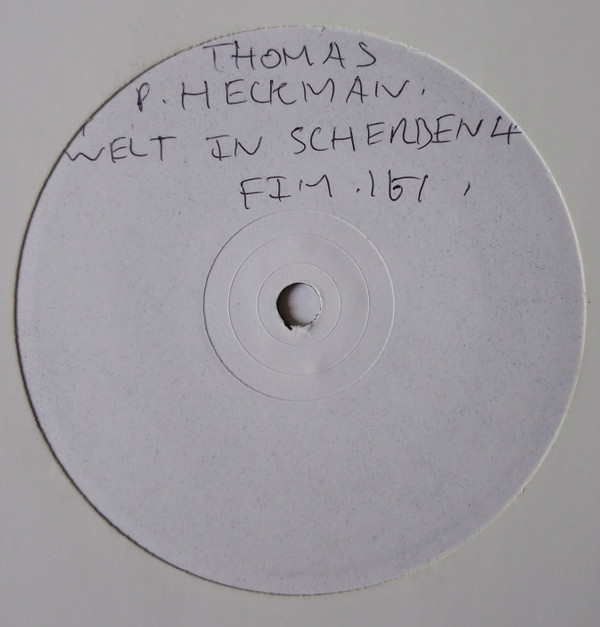 THOMAS
P. HECKMAN.
WELT IN SCHERBEN 4
FIM. 151,